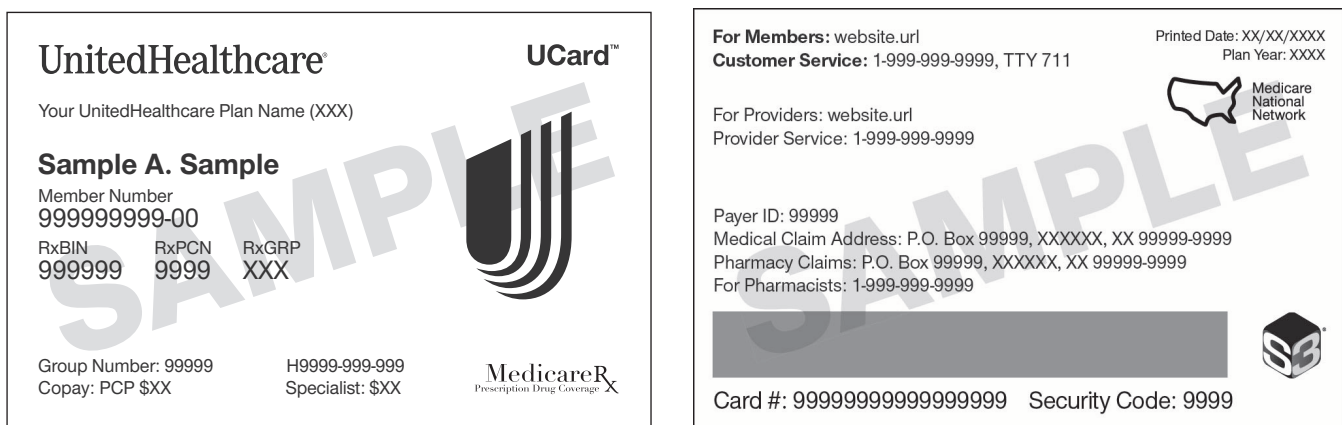 UnitedHealthcare®
UCard™
Your UnitedHealthcare Plan Name (XXX)
Sample A. Sample
Member Number
999999999-00
RxBIN RxPCN RxGRP
999999 9999 XXX
Group Number: 99999 H9999-999-999
Copay: PCP $XX Specialist: $XX
MedicareRx
Prescription Drug Coverage
SAMPLE
For Members: website.url
Customer Service: 1-999-999-9999, TTY 711
Printed Date: XX/XX/XXXX
Plan Year: XXXX
Medicare
National
Network
For Providers: website.url
Provider Service: 1-999-999-9999
Payer ID: 99999
Medical Claim Address: P.O. Box 99999, XXXXXX, XX 99999-9999
Pharmacy Claims: P.O. Box 99999, XXXXXX, XX 99999-9999
For Pharmacists: 1-999-999-9999
S3
Card #: 99999999999999999 Security Code: 9999
SAMPLE